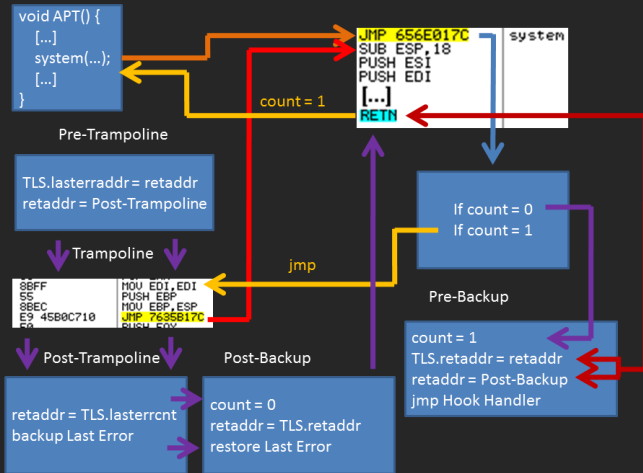 void APT() {
[...]
system(...);
[...]
}
JMP 656E017C system
SUB ESP,18
PUSH ESI
PUSH EDI
[...]
RETN
count = 1
Pre-Trampoline
TLS.lasterraddr = retaddr
retaddr = Post-Trampoline
If count = 0
If count = 1
Trampoline
jmp
8BFF MOV EDI,EDI
55 PUSH EBP
8BEC MOV EBP,ESP
E9 45B0C710 JMP 7635B17C
Pre-Backup
count = 1
TLS.retaddr = retaddr
retaddr = Post-Backup
jmp Hook Handler
Post-Trampoline
Post-Backup
retaddr = TLS.lasterrcnt
backup Last Error
count = 0
retaddr = TLS.retaddr
restore Last Error